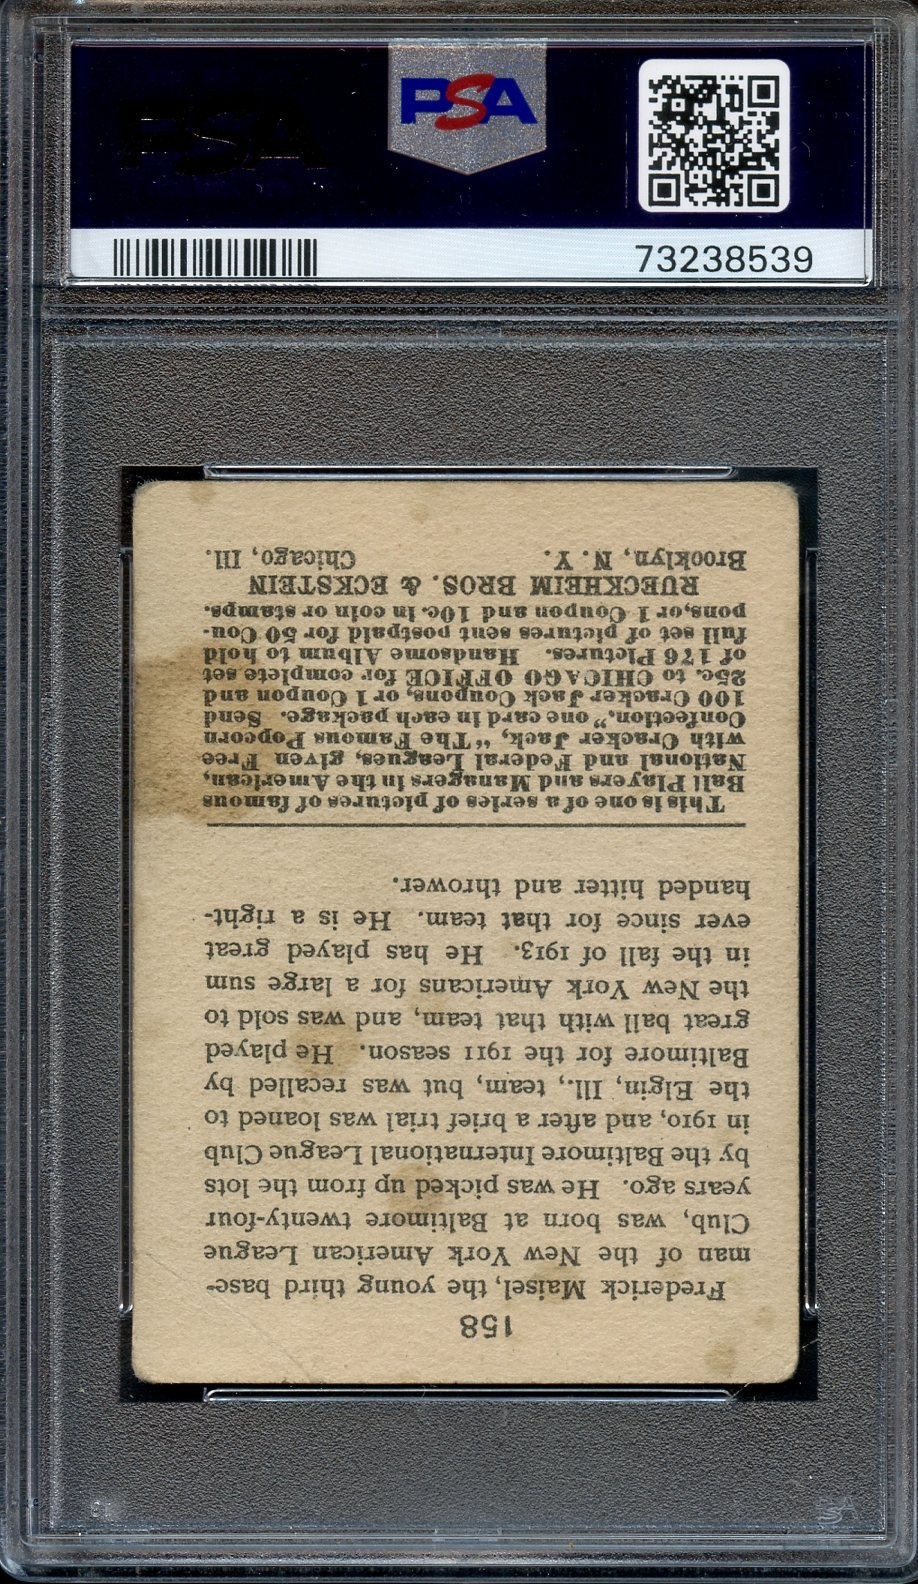 PSA
73238539
158
Frederick Maisel, the young third base-
man of the New York American League
Club, was born at Baltimore twenty-four
years ago. He was picked up from the lots
by the Baltimore International League Club
in 1910, and after a brief trial was loaned to
the Elgin, Ill., team, but was recalled by
Baltimore for the 1911 season. He played
great ball with that team, and was sold to
the New York Americans for a large sum
in the fall of 1913. He has played great
ever since for that team. He is a right-
handed hitter and thrower.
This is one of a series of pictures of famous
Ball Players and Managers in the American,
National and Federal Leagues, given Free
with Cracker Jack, "The Famous Popcorn
Confection," one card in each package. Send
100 Cracker Jack Coupons, or 1 Coupon and
25c. to CHICAGO OFFICE for complete set
of 176 Pictures. Handsome Album to hold
full set of pictures sent postpaid for 50 Cou-
pons, or 1 Coupon and 10c. in coin or stamps.
RUECKHEIM BROS. & ECKSTEIN
Brooklyn, N. Y. Chicago, Ill.
PSA